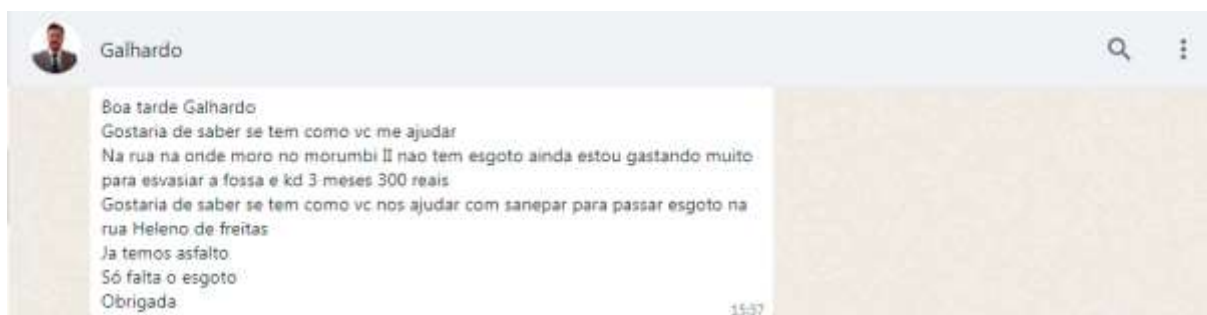 Galhardo
Boa tarde Galhardo
Gostaria de saber se tem como vc me ajudar
Na rua na onde moro no morumbi II nao tem esgoto ainda estou gastando muito
para esvasiar a fossa e kd 3 meses 300 reais
Gostaria de saber se tem como vc nos ajudar com sanepar para passar esgoto na
rua Heleno de freitas
Ja temos asfalto
Só falta o esgoto
Obrigada
15:57